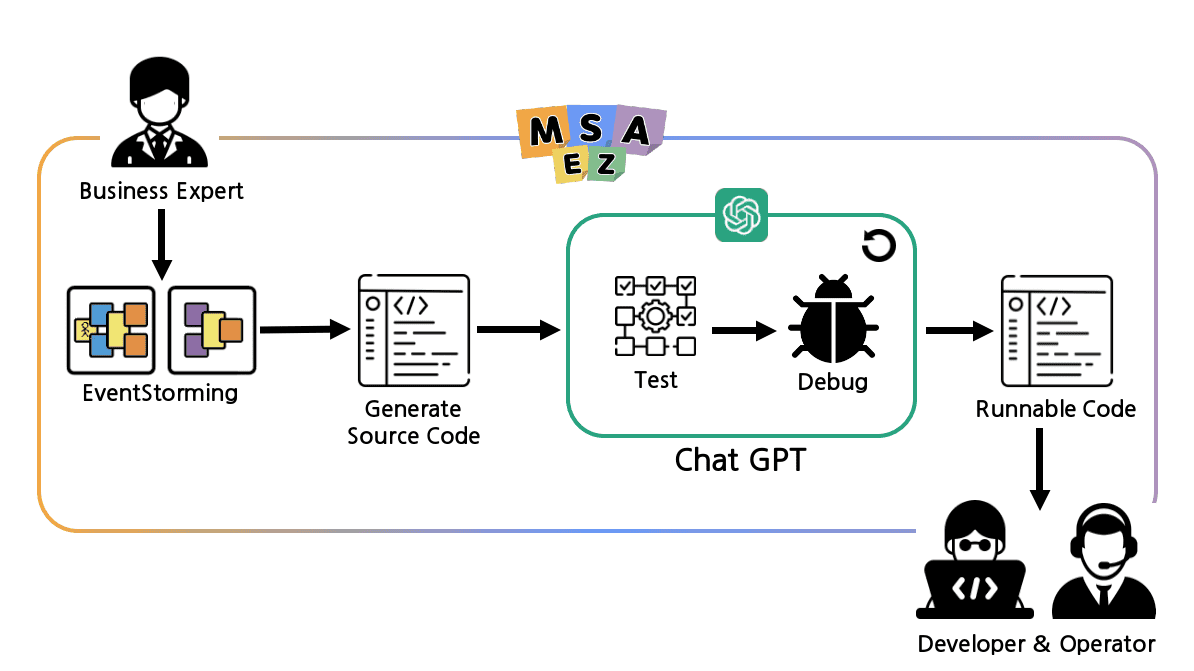 M S A
E Z
Business Expert
EventStorming
</>
Generate
Source Code
Test
Debug
Chat GPT
</>
Runnable Code
</>
Developer & Operator